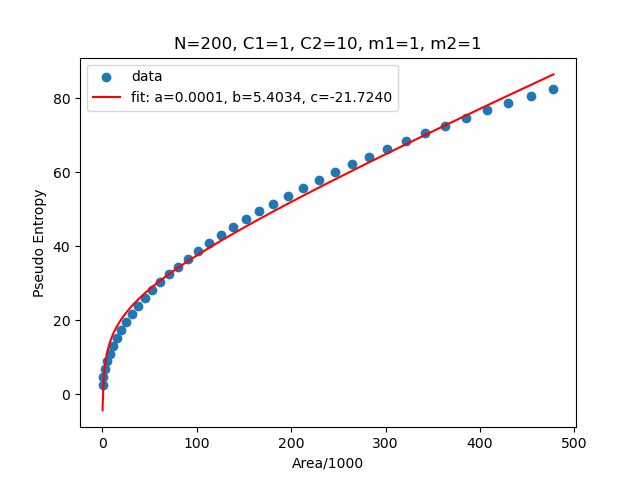 N=200, C1=1, C2=10, m1=1, m2=1
data
fit: a=0.0001, b=5.4034, c=-21.7240
80
60
40
20
0
Pseudo Entropy
0 100 200 300 400 500
Area/1000